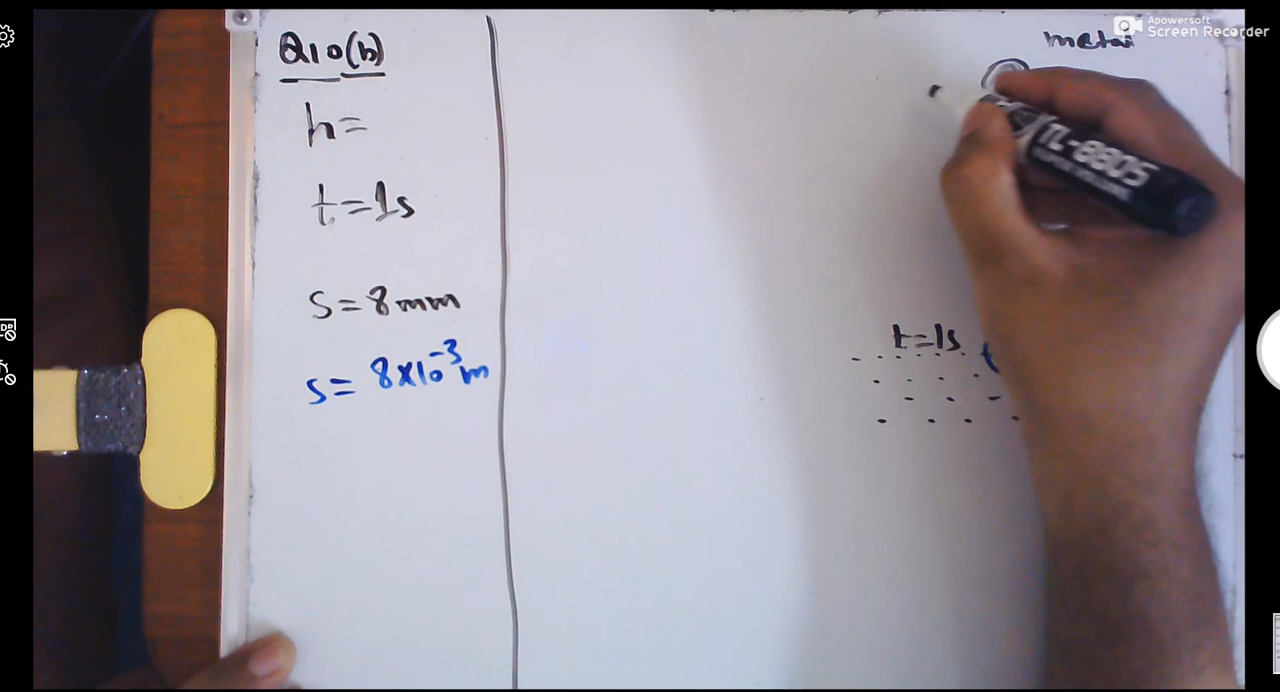 Apowersoft
Screen Recorder
Q10(b)
metal
h=
TL-8805
t=1s
s=8mm
t=1s
s= 8x10⁻³m